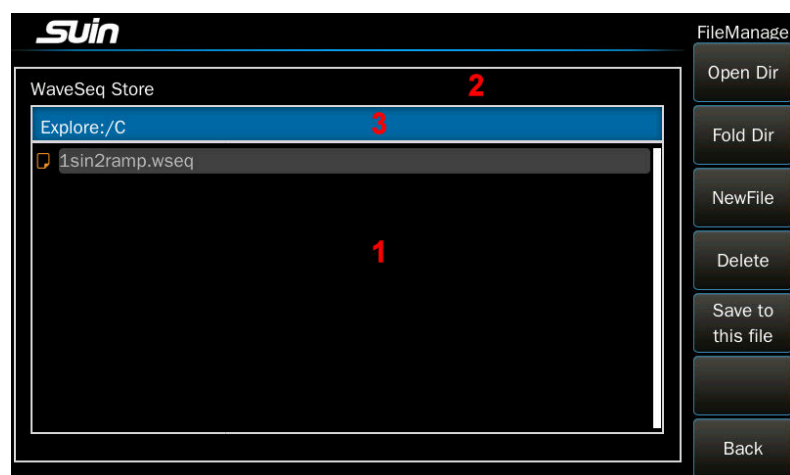 Suin
FileManage
WaveSeq Store
2
Explore:/C
3
1sin2ramp.wseq
1
Open Dir
Fold Dir
NewFile
Delete
Save to
this file
Back